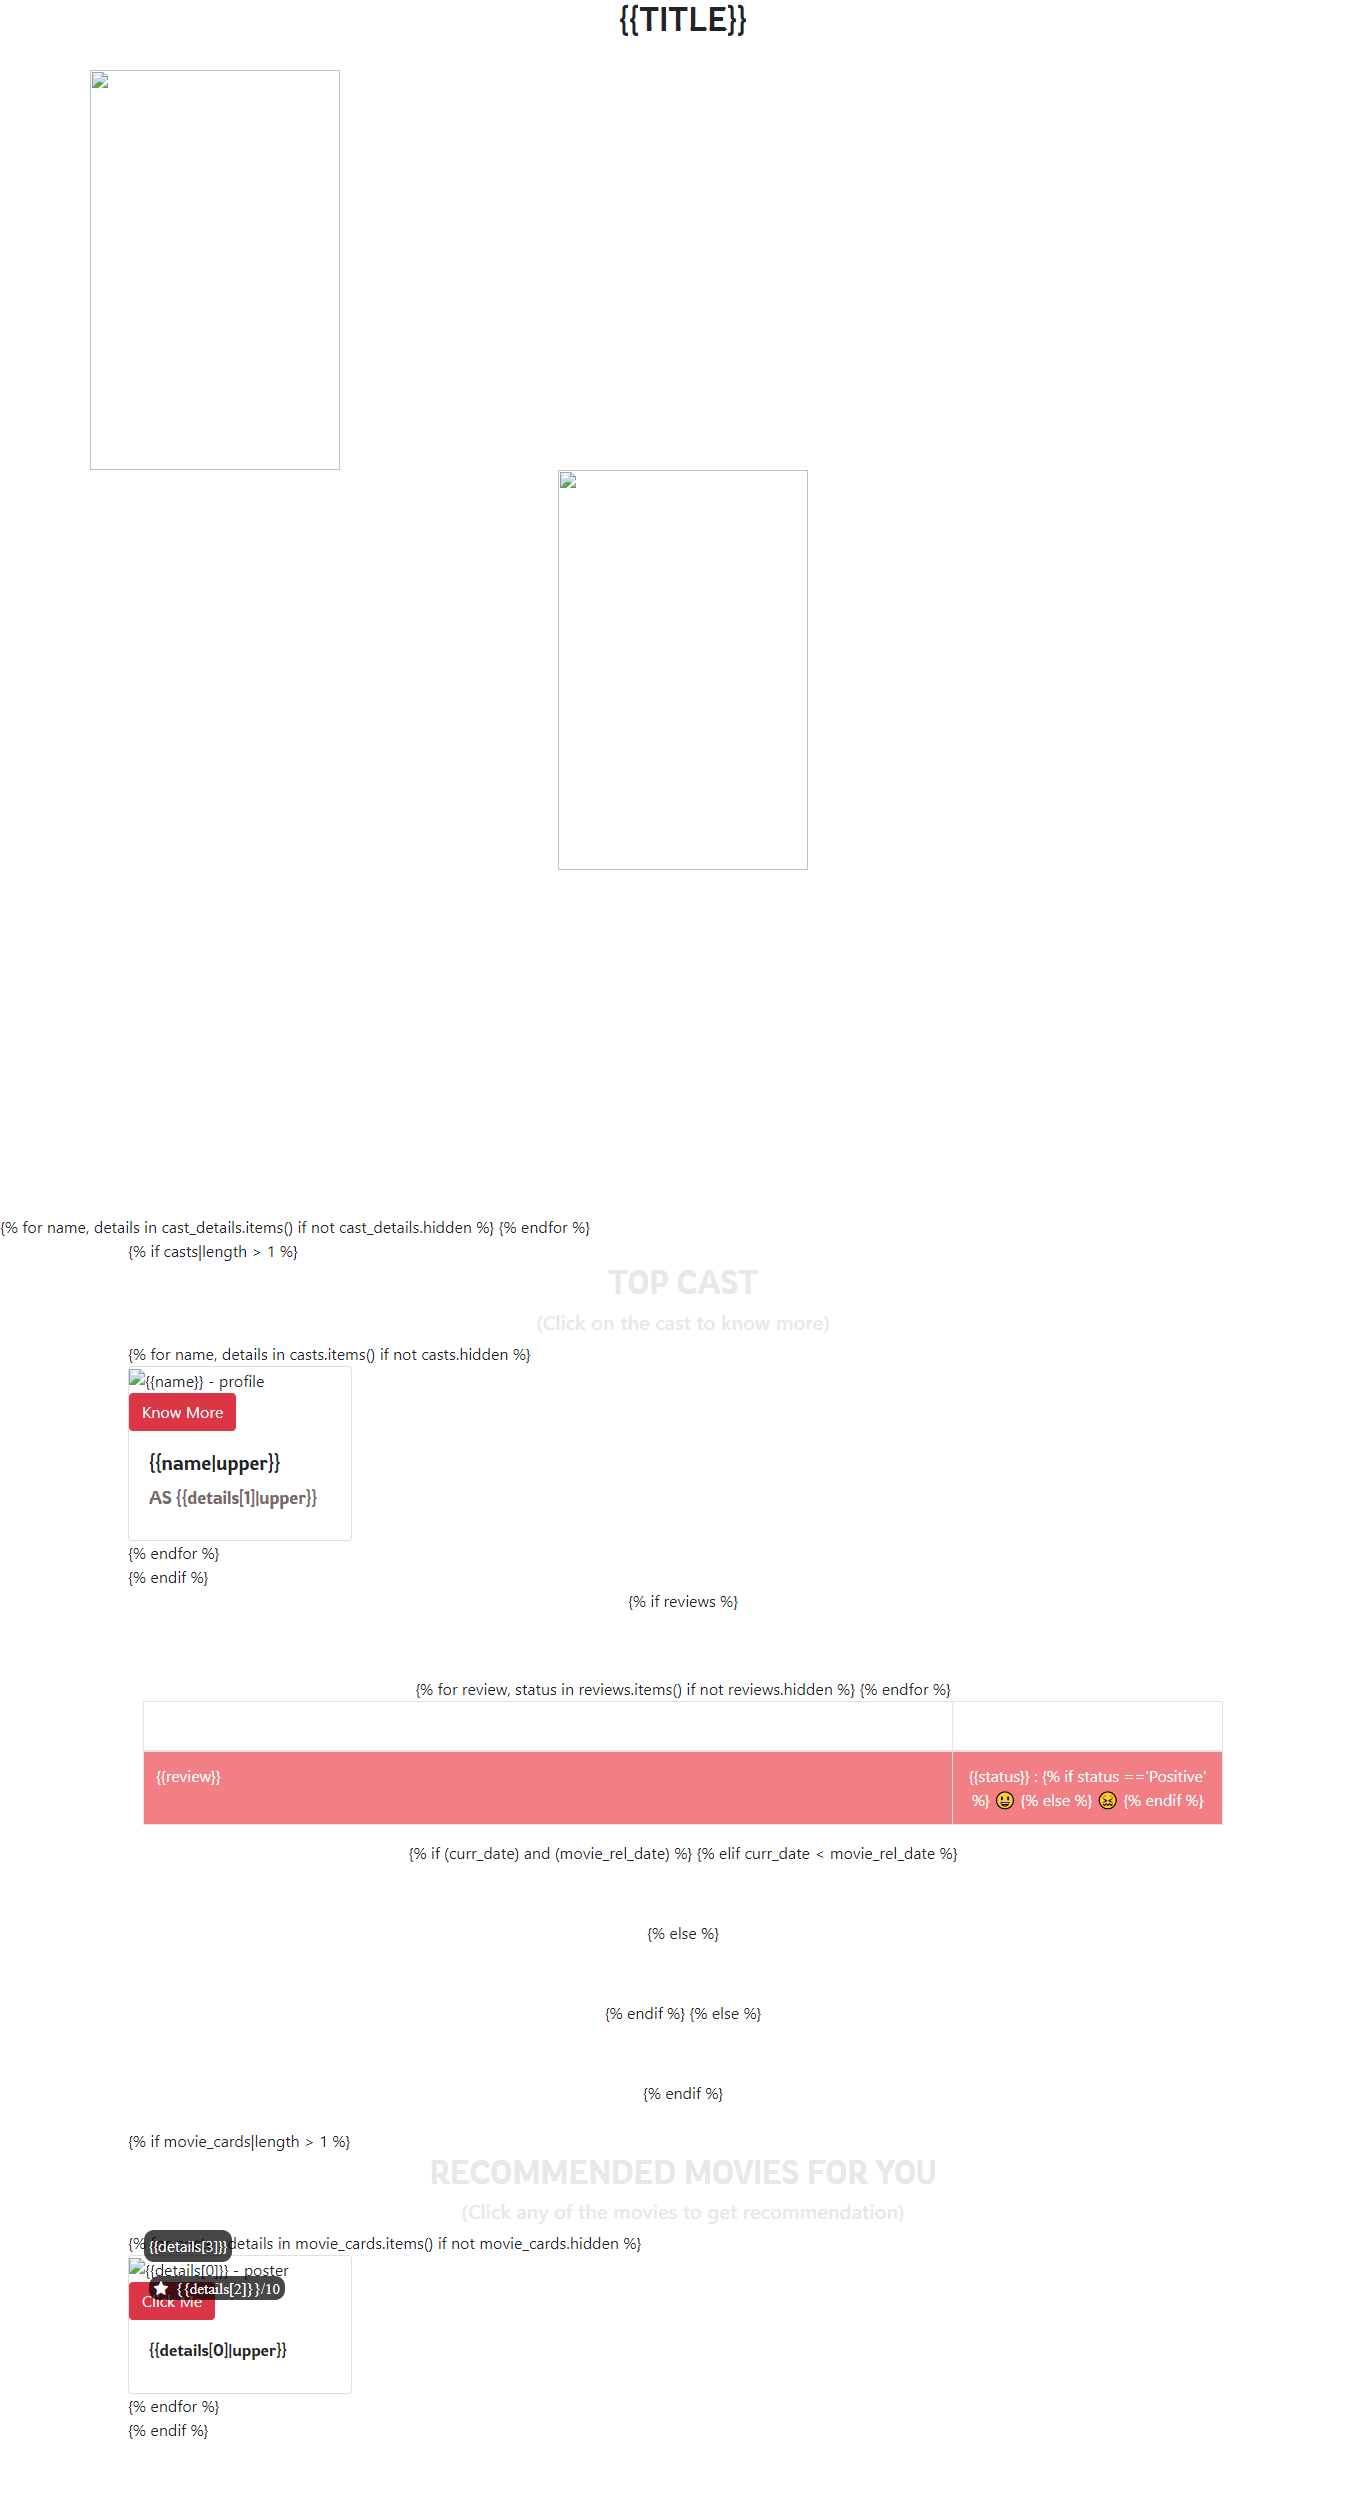 {{TITLE}}
{% for name, details in cast_details.items() if not cast_details.hidden %} {% endfor %}
{% if casts|length > 1 %}
TOP CAST
(Click on the cast to know more)
{% for name, details in casts.items() if not casts.hidden %}
{{name}} - profile
Know More
{{name|upper}}
AS {{details[1]|upper}}
{% endfor %}
{% endif %}
{% if reviews %}
{% for review, status in reviews.items() if not reviews.hidden %} {% endfor %}
{{review}}
{{status}} : {% if status =='Positive'
%} 😃 {% else %} 😖 {% endif %}
{% if (curr_date) and (movie_rel_date) %} {% elif curr_date < movie_rel_date %}
{% else %}
{% endif %} {% else %}
{% endif %}
{% if movie_cards|length > 1 %}
RECOMMENDED MOVIES FOR YOU
(Click any of the movies to get recommendation)
{% details in movie_cards.items() if not movie_cards.hidden %}
{{details[3]}}
{{details[0]}} - poster
★ {{details[2]}}/10
Click Me
{{details[0]|upper}}
{% endfor %}
{% endif %}